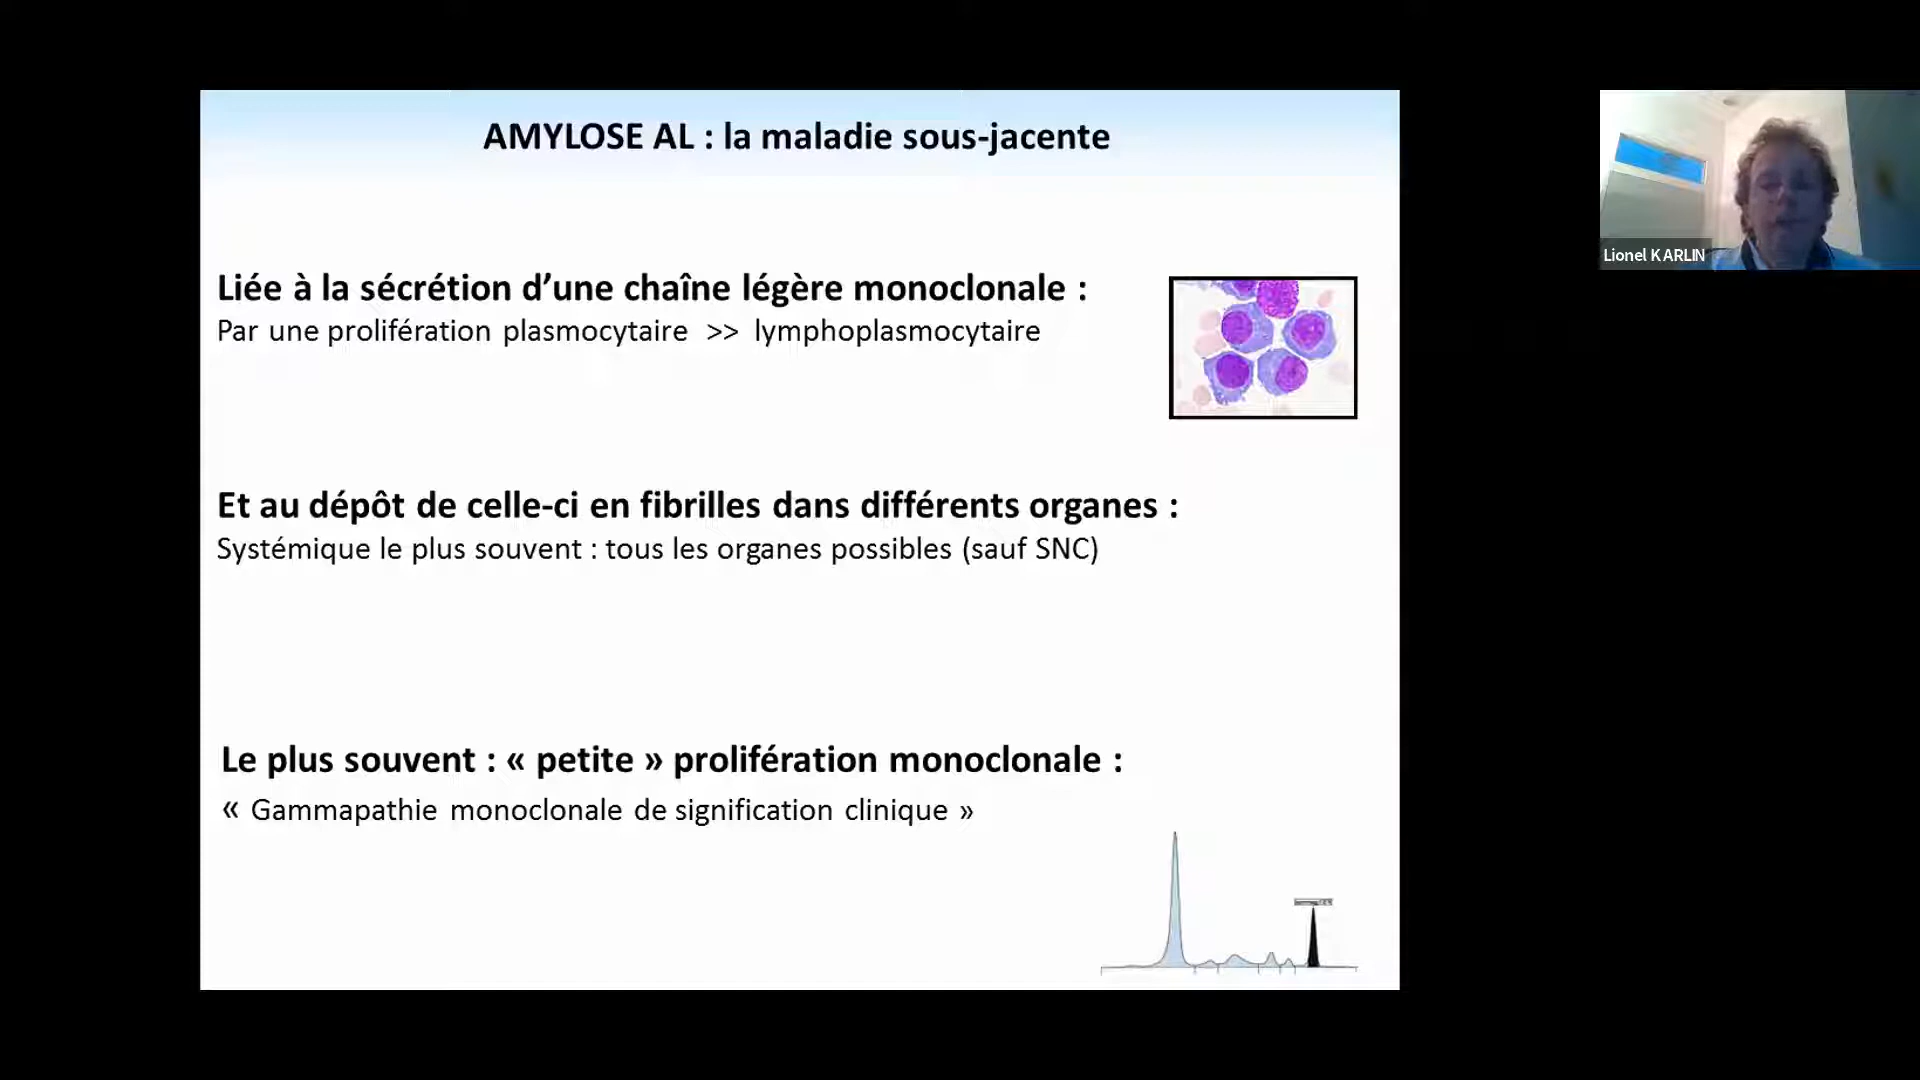 AMYLOSE AL : la maladie sous-jacente
Liée à la sécrétion d’une chaîne légère monoclonale :
Par une prolifération plasmocytaire >> lymphoplasmocytaire
Et au dépôt de celle-ci en fibrilles dans différents organes :
Systémique le plus souvent : tous les organes possibles (sauf SNC)
Le plus souvent : « petite » prolifération monoclonale :
« Gammapathie monoclonale de signification clinique »
Lionel KARLIN